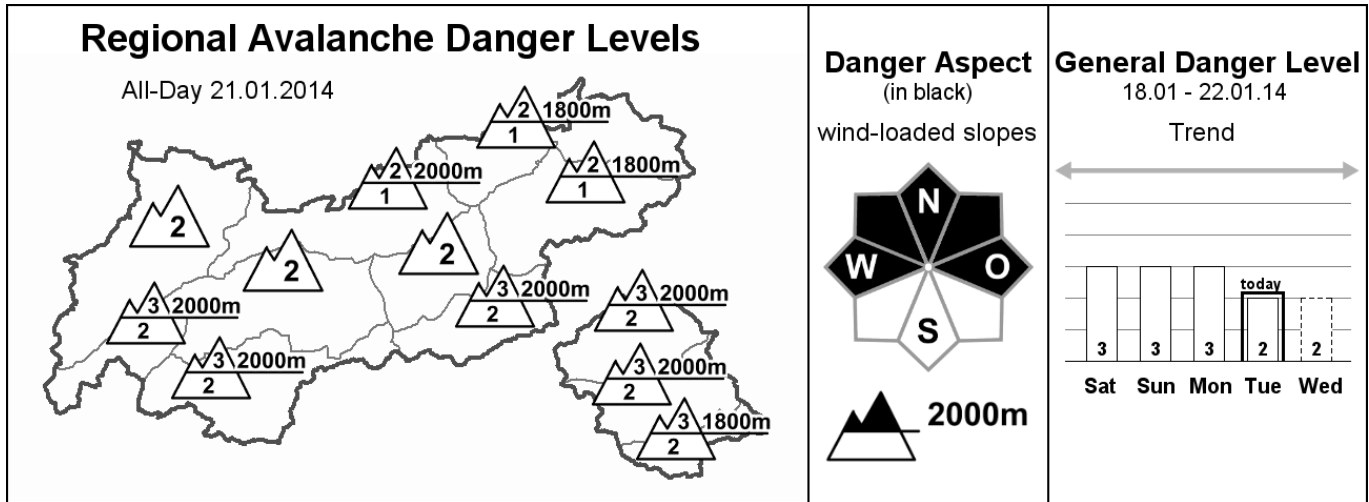 Regional Avalanche Danger Levels
All-Day 21.01.2014
2 1800m
1
2 2000m
1
2 1800m
1
2
2
2
3 2000m
2
3 2000m
2
3 2000m
2
3 2000m
2
3 2000m
2
3 1800m
2
Danger Aspect
(in black)
wind-loaded slopes
N
W O
S
2000m
General Danger Level
18.01 - 22.01.14
Trend
today
3 3 3 2 2
Sat Sun Mon Tue Wed